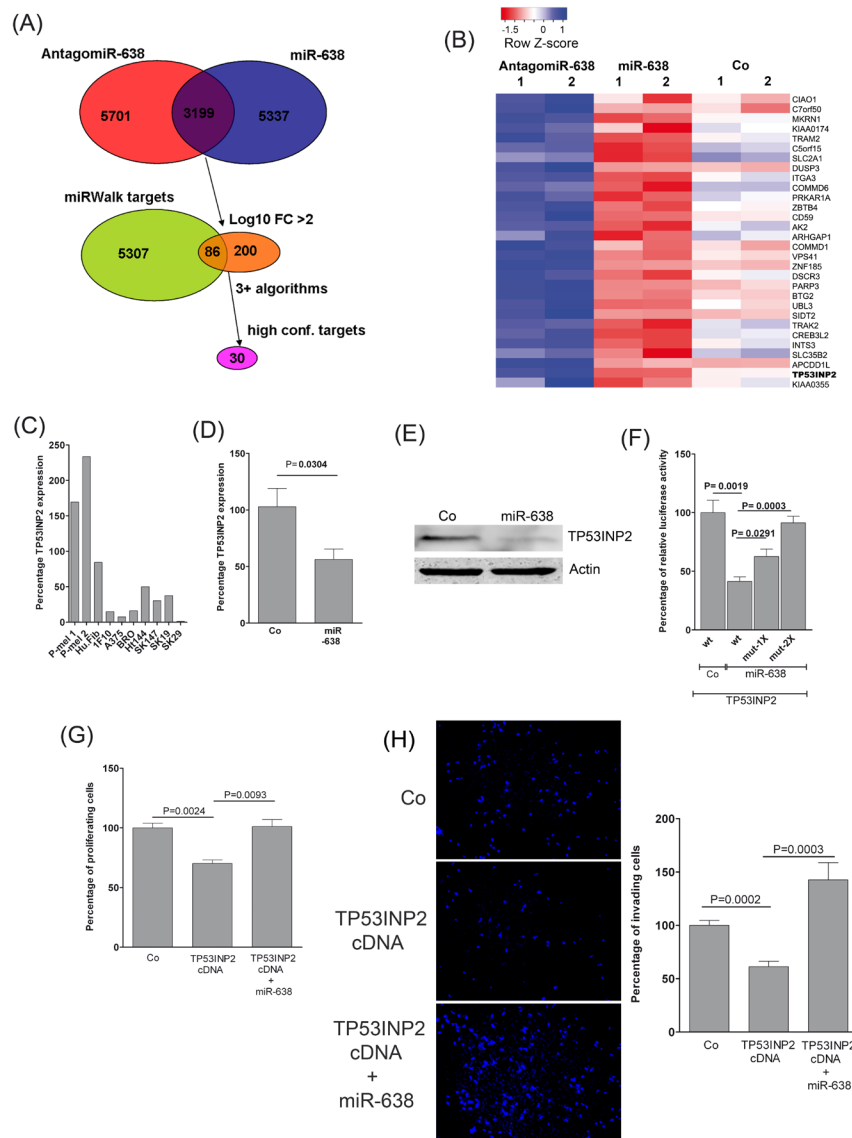 (A)
AntagomiR-638
miR-638
5701
3199
5337
miRWalk targets
Log10 FC >2
5307
86
200
3+ algorithms
high conf. targets
30
(B)
-1.5 0 1
Row Z-score
AntagomiR-638 miR-638 Co
1 2 1 2 1 2
CIAO1
C7orf50
MKRN1
KIAA0174
TRAM2
C5orf15
SLC2A1
DUSP3
ITGA3
COMMD6
PRKAR1A
ZBTB4
CD59
AK2
ARHGAP1
COMMD1
VPS41
ZNF185
DSCR3
PARP3
BTG2
UBL3
SIDT2
TRAK2
CREB3L2
INTS3
SLC35B2
APCDD1L
TP53INP2
KIAA0355
(C)
Percentage TP53INP2 expression
250
200
150
100
50
0
P-mel 1
P-mel 2
Hu.Fib
1F10
A375
BRO
Ht144
SK147
SK19
SK29
(D)
Percentage TP53INP2 expression
150
100
50
0
P= 0.0304
Co
miR
-638
(E)
Co miR-638
TP53INP2
Actin
(F)
Percentage of relative luciferase activity
150
100
50
0
P= 0.0019
P= 0.0003
P= 0.0291
wt
wt
mut-1X
mut-2X
Co
miR-638
TP53INP2
(G)
Percentage of proliferating cells
150
100
50
0
P=0.0024
P=0.0093
Co
TP53INP2
cDNA
TP53INP2
cDNA
+
miR-638
(H)
Co
TP53INP2
cDNA
TP53INP2
cDNA
+
miR-638
Percentage of invading cells
200
150
100
50
0
P=0.0003
P=0.0002
Co
TP53INP2
cDNA
TP53INP2
cDNA
+
miR-638